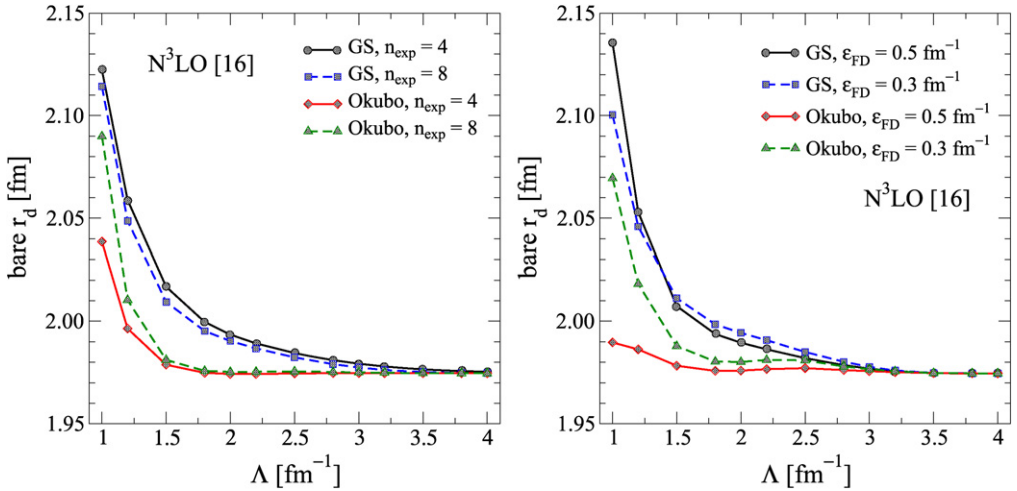 2.15
2.10
2.05
2.00
1.95
bare r_d [fm]
N³LO [16]
GS, n_exp = 4
GS, n_exp = 8
Okubo, n_exp = 4
Okubo, n_exp = 8
1 1.5 2 2.5 3 3.5 4
Λ [fm⁻¹]
2.15
2.10
2.05
2.00
1.95
bare r_d [fm]
GS, ε_FD = 0.5 fm⁻¹
GS, ε_FD = 0.3 fm⁻¹
Okubo, ε_FD = 0.5 fm⁻¹
Okubo, ε_FD = 0.3 fm⁻¹
N³LO [16]
1 1.5 2 2.5 3 3.5 4
Λ [fm⁻¹]